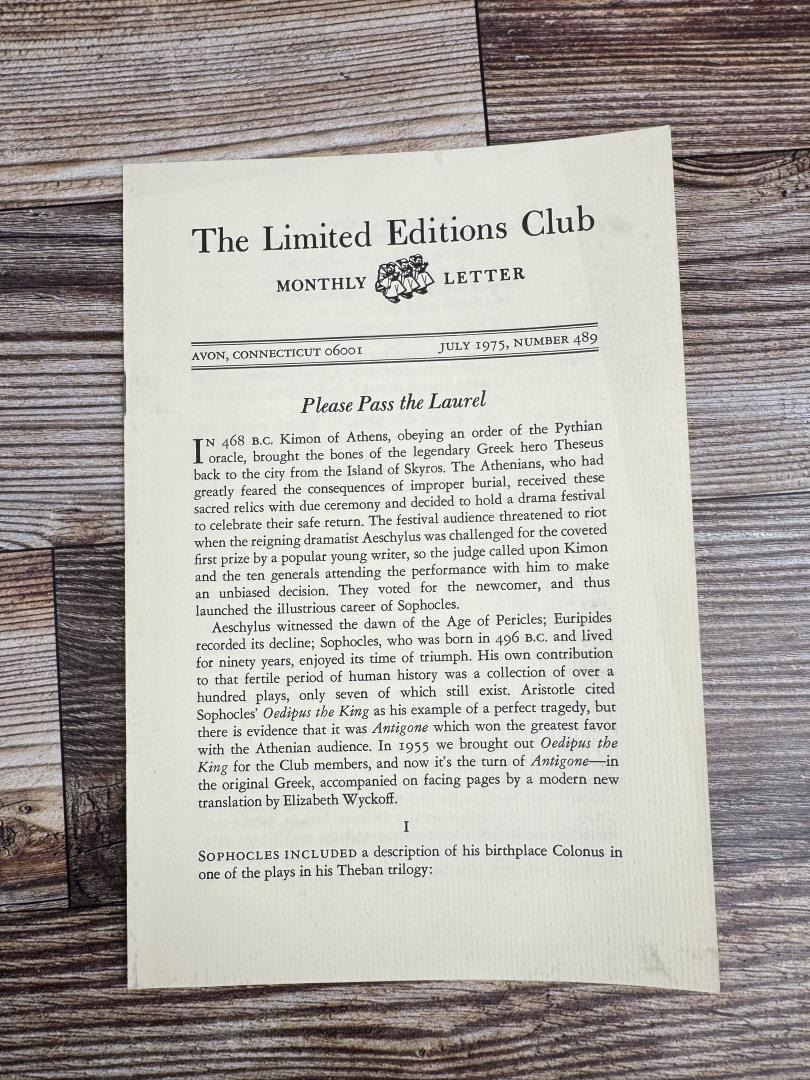 The Limited Editions Club
MONTHLY LETTER
AVON, CONNECTICUT 06001 JULY 1975, NUMBER 489
Please Pass the Laurel
IN 468 B.C. Kimon of Athens, obeying an order of the Pythian
oracle, brought the bones of the legendary Greek hero Theseus
back to the city from the Island of Skyros. The Athenians, who had
greatly feared the consequences of improper burial, received these
sacred relics with due ceremony and decided to hold a drama festival
to celebrate their safe return. The festival audience threatened to riot
when the reigning dramatist Aeschylus was challenged for the coveted
first prize by a popular young writer, so the judge called upon Kimon
and the ten generals attending the performance with him to make
an unbiased decision. They voted for the newcomer, and thus
launched the illustrious career of Sophocles.
Aeschylus witnessed the dawn of the Age of Pericles; Euripides
recorded its decline; Sophocles, who was born in 496 B.C. and lived
for ninety years, enjoyed its time of triumph. His own contribution
to that fertile period of human history was a collection of over a
hundred plays, only seven of which still exist. Aristotle cited
Sophocles' Oedipus the King as his example of a perfect tragedy, but
there is evidence that it was Antigone which won the greatest favor
with the Athenian audience. In 1955 we brought out Oedipus the
King for the Club members, and now it's the turn of Antigone—in
the original Greek, accompanied on facing pages by a modern new
translation by Elizabeth Wyckoff.
I
SOPHOCLES INCLUDED a description of his birthplace Colonus in
one of the plays in his Theban trilogy: